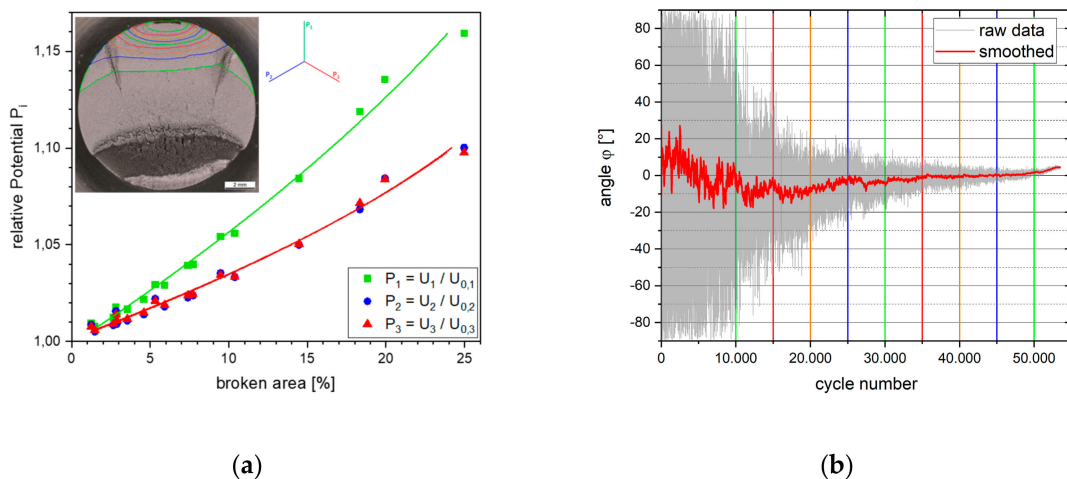 relative Potential Pi
1,15
1,10
1,05
1,00
0
5
10
15
20
25
broken area [%]
P1
P2
P3
2 mm
P1 = U1 / U0,1
P2 = U2 / U0,2
P3 = U3 / U0,3
(a)
angle φ [°]
80
60
40
20
0
-20
-40
-60
-80
0
10.000
20.000
30.000
40.000
50.000
cycle number
raw data
smoothed
(b)